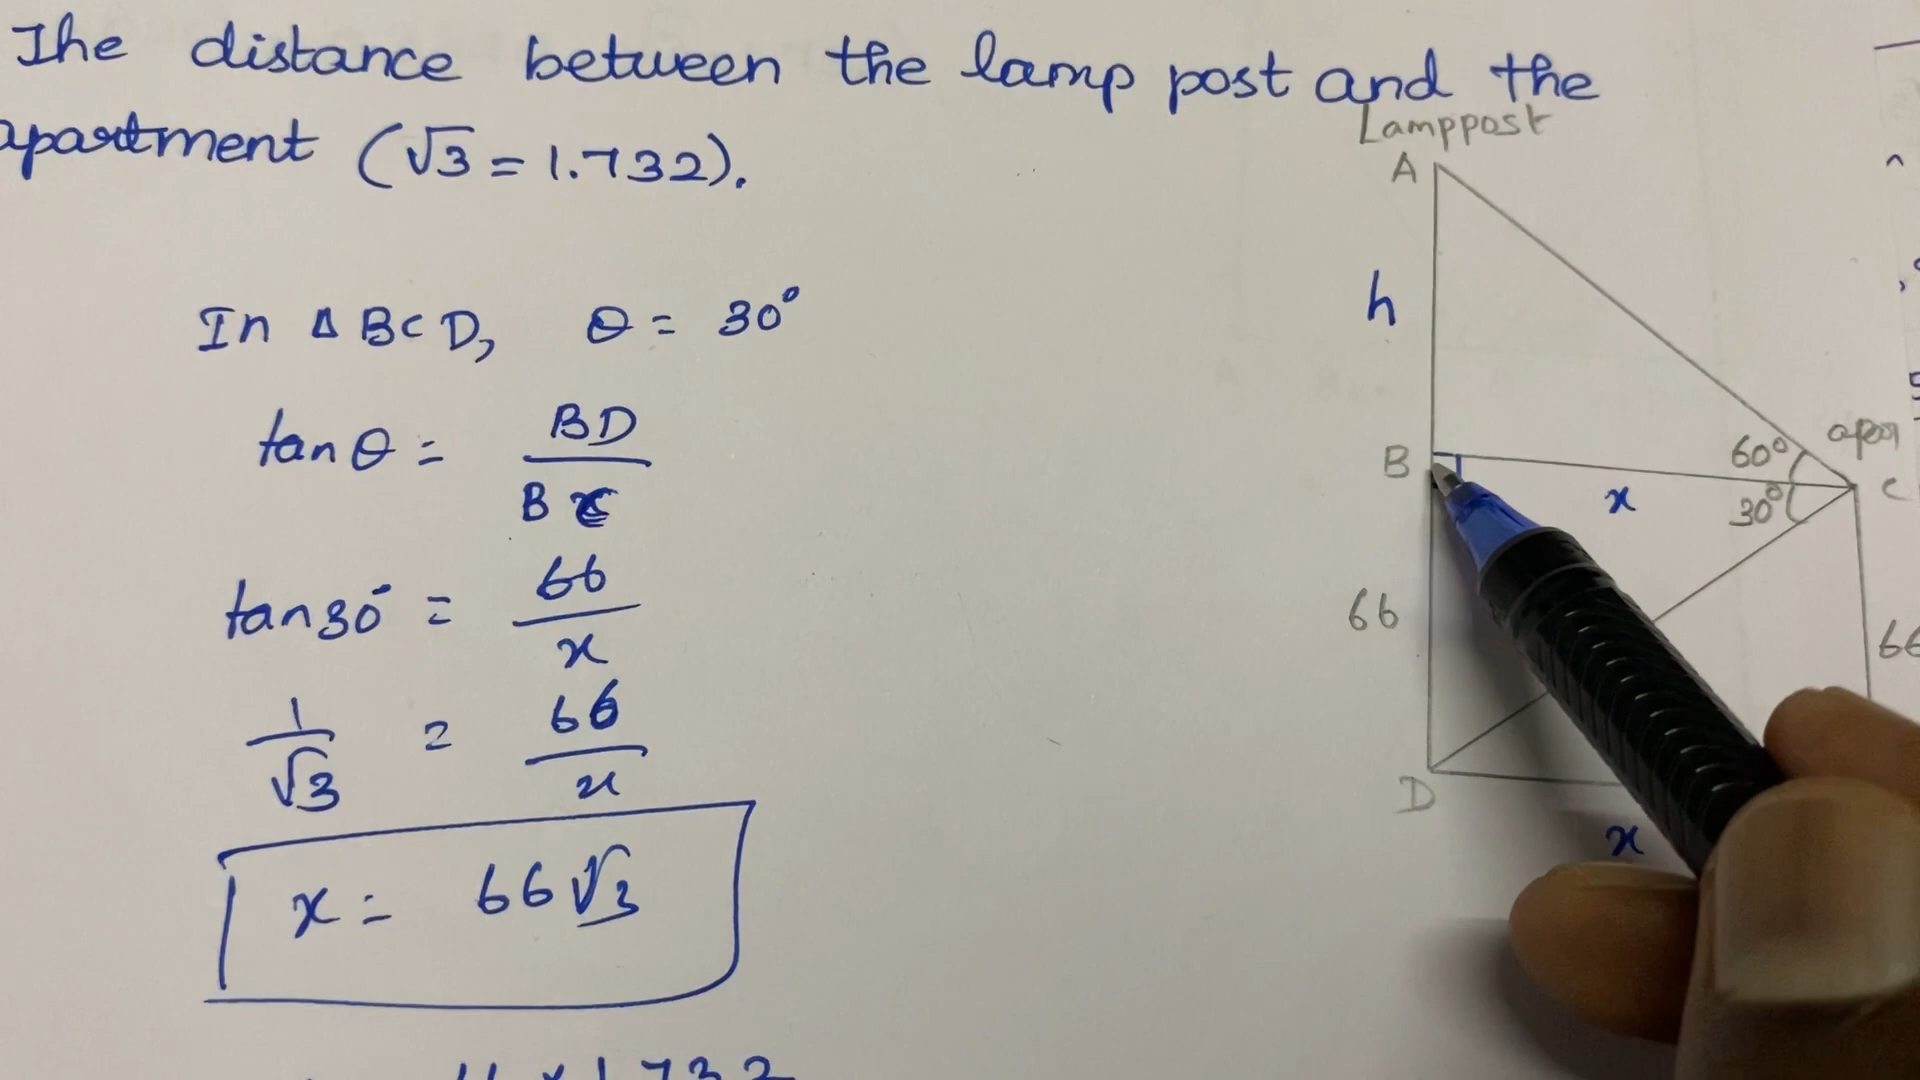 The distance between the lamp post and the
apartment (√3 = 1.732).
Lamppost
A
h
In Δ BCD, θ = 30°
tan θ = BD / BC
B
60°
C
x
30°
tan 30° = 66 / x
66
66
1/√3 = 66 / x
D
x
x = 66√3